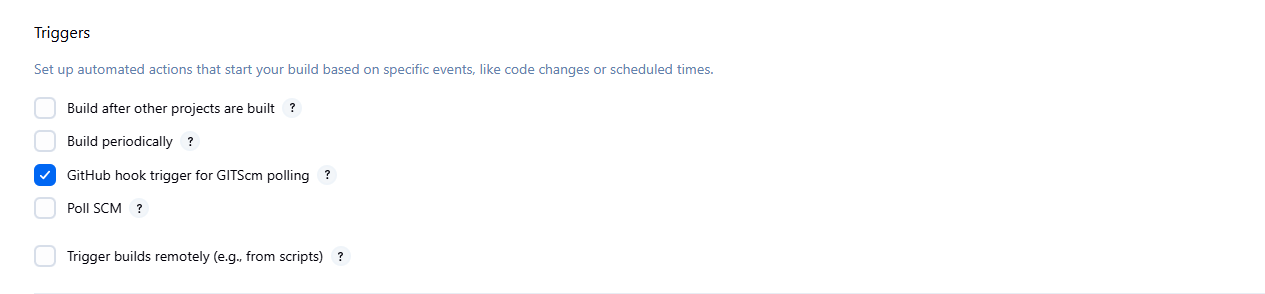 Triggers
Set up automated actions that start your build based on specific events, like code changes or scheduled times.
Build after other projects are built ?
Build periodically ?
GitHub hook trigger for GITScm polling ?
Poll SCM ?
Trigger builds remotely (e.g., from scripts) ?